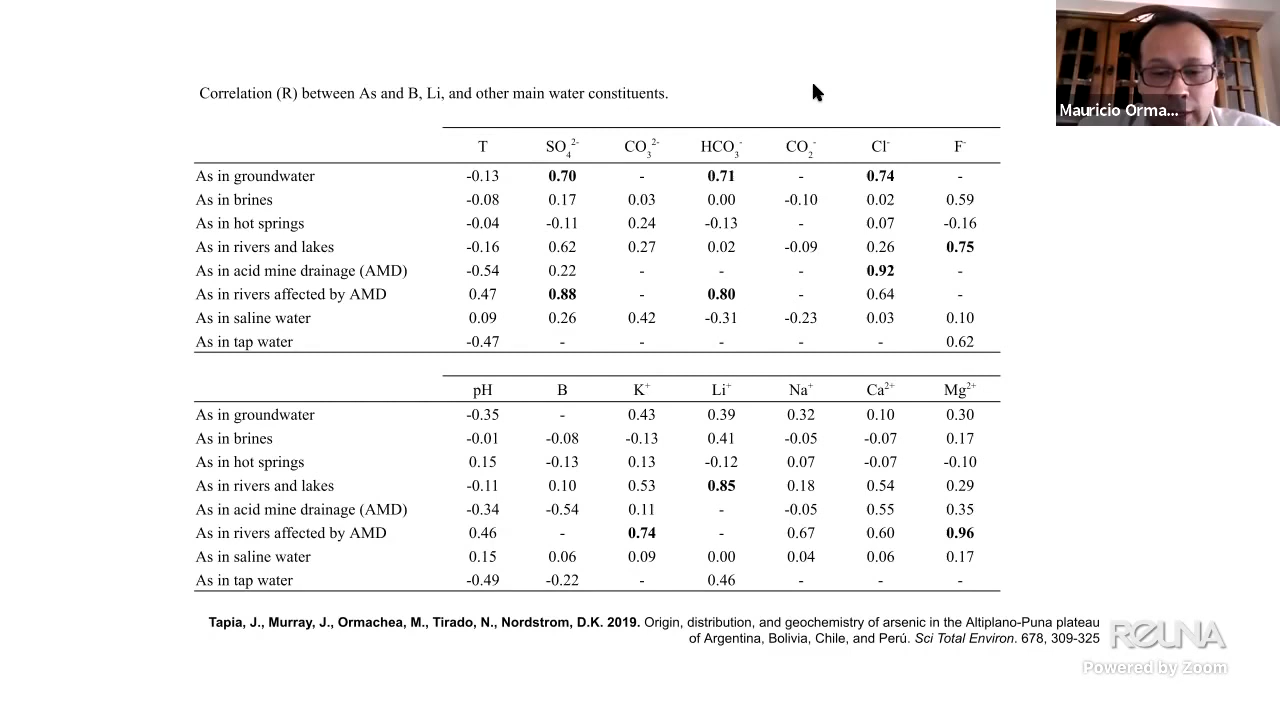 Mauricio Orma...
Correlation (R) between As and B, Li, and other main water constituents.
T SO₄²⁻ CO₃²⁻ HCO₃⁻ CO₂⁻ Cl⁻ F⁻
As in groundwater -0.13 0.70 - 0.71 - 0.74 -
As in brines -0.08 0.17 0.03 0.00 -0.10 0.02 0.59
As in hot springs -0.04 -0.11 0.24 -0.13 - 0.07 -0.16
As in rivers and lakes -0.16 0.62 0.27 0.02 -0.09 0.26 0.75
As in acid mine drainage (AMD) -0.54 0.22 - - - 0.92 -
As in rivers affected by AMD 0.47 0.88 - 0.80 - 0.64 -
As in saline water 0.09 0.26 0.42 -0.31 -0.23 0.03 0.10
As in tap water -0.47 - - - - - 0.62
pH B K⁺ Li⁺ Na⁺ Ca²⁺ Mg²⁺
As in groundwater -0.35 - 0.43 0.39 0.32 0.10 0.30
As in brines -0.01 -0.08 -0.13 0.41 -0.05 -0.07 0.17
As in hot springs 0.15 -0.13 0.13 -0.12 0.07 -0.07 -0.10
As in rivers and lakes -0.11 0.10 0.53 0.85 0.18 0.54 0.29
As in acid mine drainage (AMD) -0.34 -0.54 0.11 - -0.05 0.55 0.35
As in rivers affected by AMD 0.46 - 0.74 - 0.67 0.60 0.96
As in saline water 0.15 0.06 0.09 0.00 0.04 0.06 0.17
As in tap water -0.49 -0.22 - 0.46 - - -
Tapia, J., Murray, J., Ormachea, M., Tirado, N., Nordstrom, D.K. 2019. Origin, distribution, and geochemistry of arsenic in the Altiplano-Puna plateau
of Argentina, Bolivia, Chile, and Perú. Sci Total Environ. 678, 309-325
REUNA
Powered by Zoom